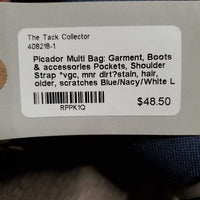 The Tack Collector
408218-1
Picador Multi Bag: Garment, Boots
& accessories Pockets, Shoulder
Strap *vgc, mnr dirt?stain, hair,
older, scratches Blue/Nacy/White L
RPPK1Q
$48.50